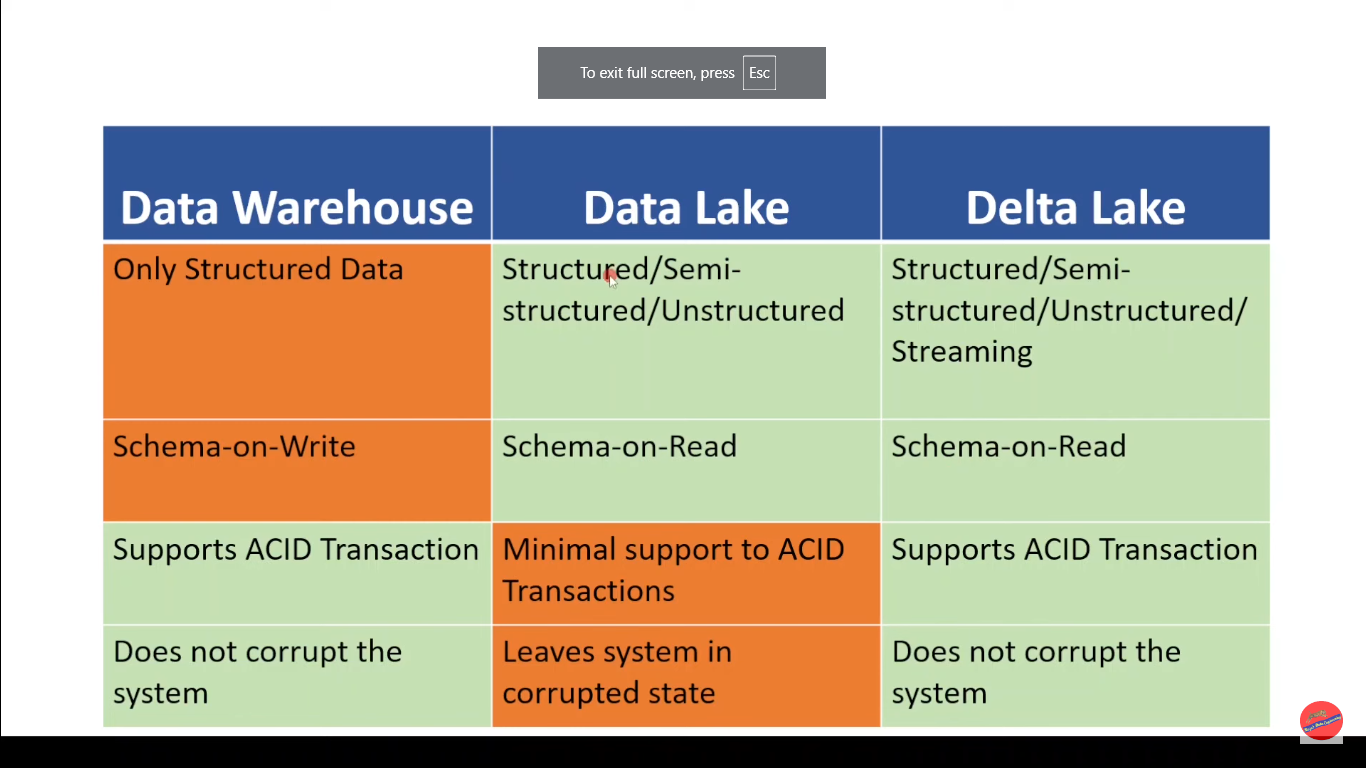 To exit full screen, press Esc
Data Warehouse
Data Lake
Delta Lake
Only Structured Data
Structured/Semi-
structured/Unstructured
Structured/Semi-
structured/Unstructured/
Streaming
Schema-on-Write
Schema-on-Read
Schema-on-Read
Supports ACID Transaction
Minimal support to ACID
Transactions
Supports ACID Transaction
Does not corrupt the
system
Leaves system in
corrupted state
Does not corrupt the
system